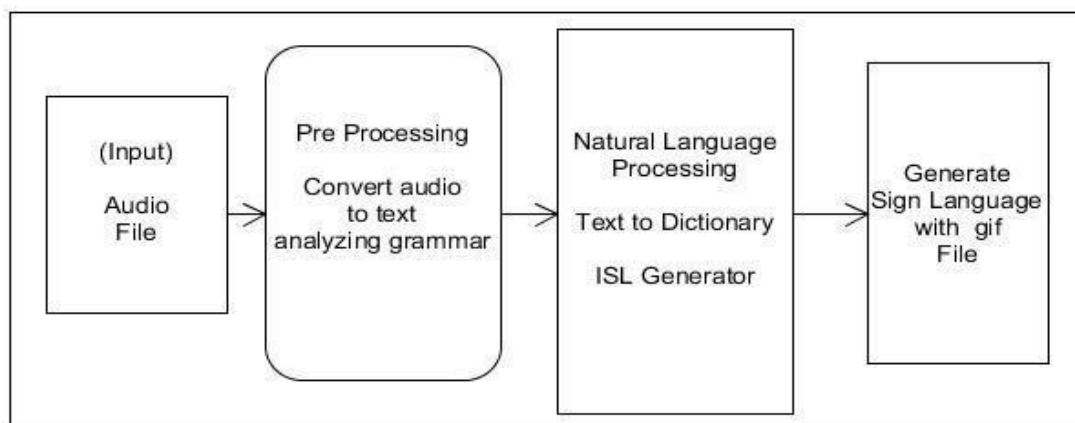 (Input)
Audio
File
Pre Processing
Convert audio
to text
analyzing grammar
Natural Language
Processing
Text to Dictionary
ISL Generator
Generate
Sign Language
with gif
File